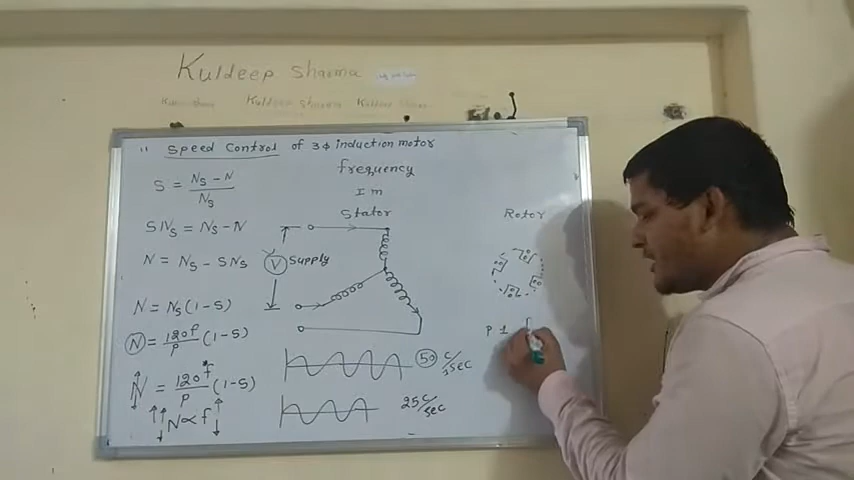 Kuldeep Sharma
Kuldeep Sharma
11 Speed Control of 3φ induction motor
frequency
I m
Stator
Rotor
S = Ns - N / Ns
SNs = Ns - N
N = Ns - SNs
V Supply
N = Ns (1-S)
N = 120f / P (1-S)
P 1
50 c/sec
N = 120f / P (1-S)
N ∝ f
25 c/sec